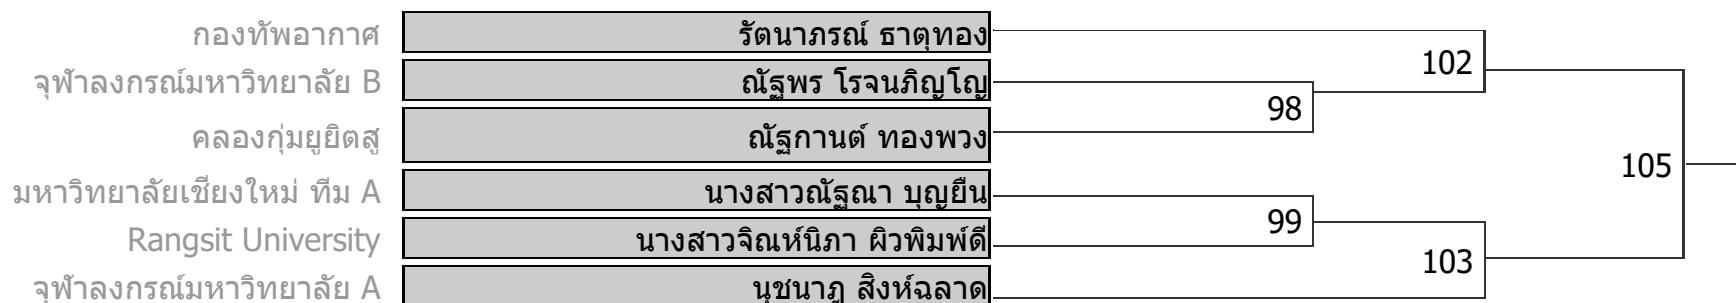 กองทัพอากาศ รัตนาภรณ์ ธาตุทอง
102
จุฬาลงกรณ์มหาวิทยาลัย B ณัฐพร โรจนภิญโญ
98
คลองกุ่มยูยิตสู ณัฐกานต์ ทองพวง
105
มหาวิทยาลัยเชียงใหม่ ทีม A นางสาวณัฐณา บุญยืน
99
Rangsit University นางสาวจิณห์นิภา ผิวพิมพ์ดี
103
จุฬาลงกรณ์มหาวิทยาลัย A นุชนาฎ สิงห์ฉลาด